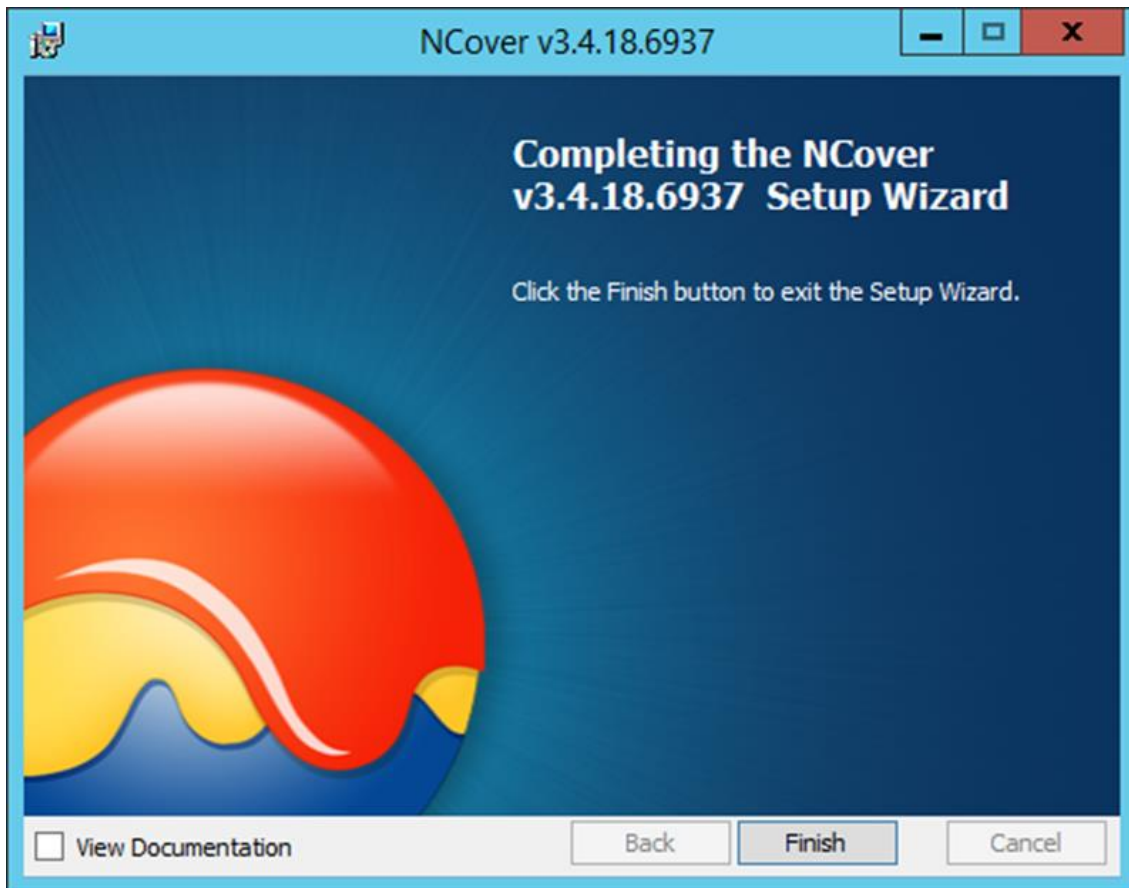 NCover v3.4.18.6937
Completing the NCover
v3.4.18.6937  Setup Wizard
Click the Finish button to exit the Setup Wizard.
View Documentation
Back
Finish
Cancel